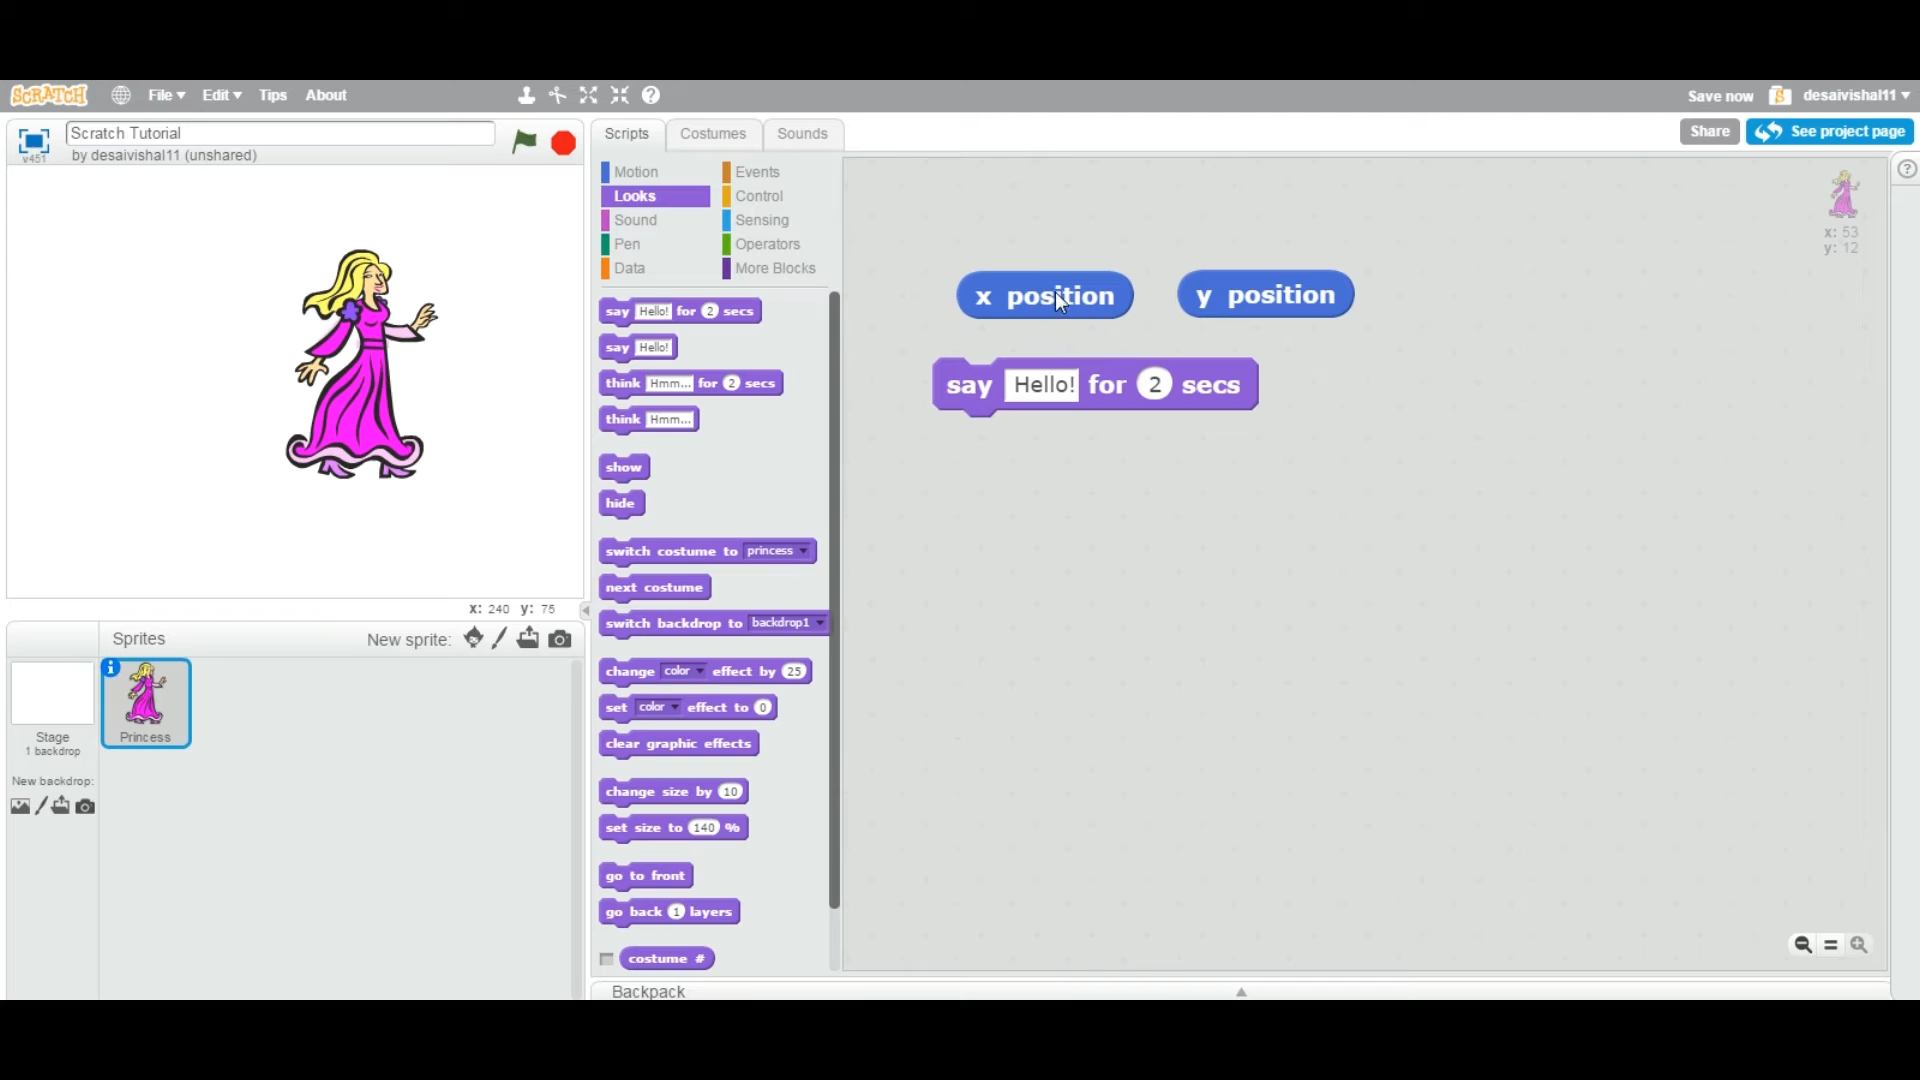 SCRATCH File Edit Tips About
Save now desaivishal11
v451
Scratch Tutorial
by desaivishal11 (unshared)
Scripts Costumes Sounds
Share See project page
Motion Events
Looks Control
Sound Sensing
Pen Operators
Data More Blocks
say Hello! for 2 secs
say Hello!
think Hmm... for 2 secs
think Hmm...
show
hide
switch costume to princess
next costume
switch backdrop to backdrop1
change color effect by 25
set color effect to 0
clear graphic effects
change size by 10
set size to 140 %
go to front
go back 1 layers
costume #
x position y position
say Hello! for 2 secs
x: 53
y: 12
x: 240 y: 75
Sprites New sprite:
Stage
1 backdrop
New backdrop:
Princess
Backpack